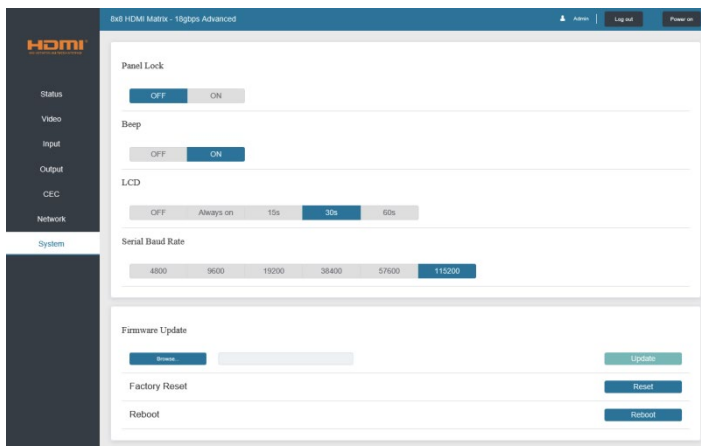 8x8 HDMI Matrix - 18gbps Advanced
Admin
Log out
Power on
HDMI
Status
Video
Input
Output
CEC
Network
System
Panel Lock
OFF ON
Beep
OFF ON
LCD
OFF Always on 15s 30s 60s
Serial Baud Rate
4800 9600 19200 38400 57600 115200
Firmware Update
Browse... Update
Factory Reset Reset
Reboot Reboot